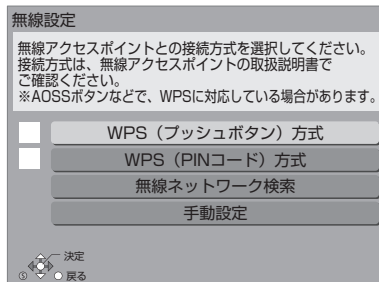 無線設定
無線アクセスポイントとの接続方式を選択してください。
接続方式は、無線アクセスポイントの取扱説明書で
ご確認ください。
※AOSSボタンなどで、WPSに対応している場合があります。
WPS（プッシュボタン）方式
WPS（PINコード）方式
無線ネットワーク検索
手動設定
決定
Ⓢ 戻る